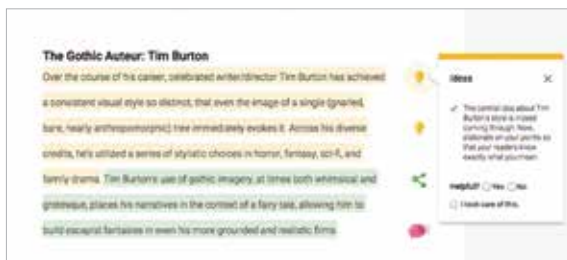 The Gothic Auteur: Tim Burton
Over the course of his career, celebrated writer/director Tim Burton has achieved
a consistent visual style so distinct, that even the image of a single (gnarled,
bare, nearly anthropomorphic) tree immediately evokes it. Across his diverse
credits, he's utilized a series of stylistic choices in horror, fantasy, sci-fi, and
family drama. Tim Burton's use of gothic imagery, at times both whimsical and
grotesque, places his narratives in the context of a fairy tale, allowing him to
build escapist fantasies in even his more grounded and realistic films.
Ideas
The central idea about Tim
Burton's style is
coming through. Now,
elaborate on your points so
that your readers know
exactly what you mean.
Helpful? Yes No
I took care of this.